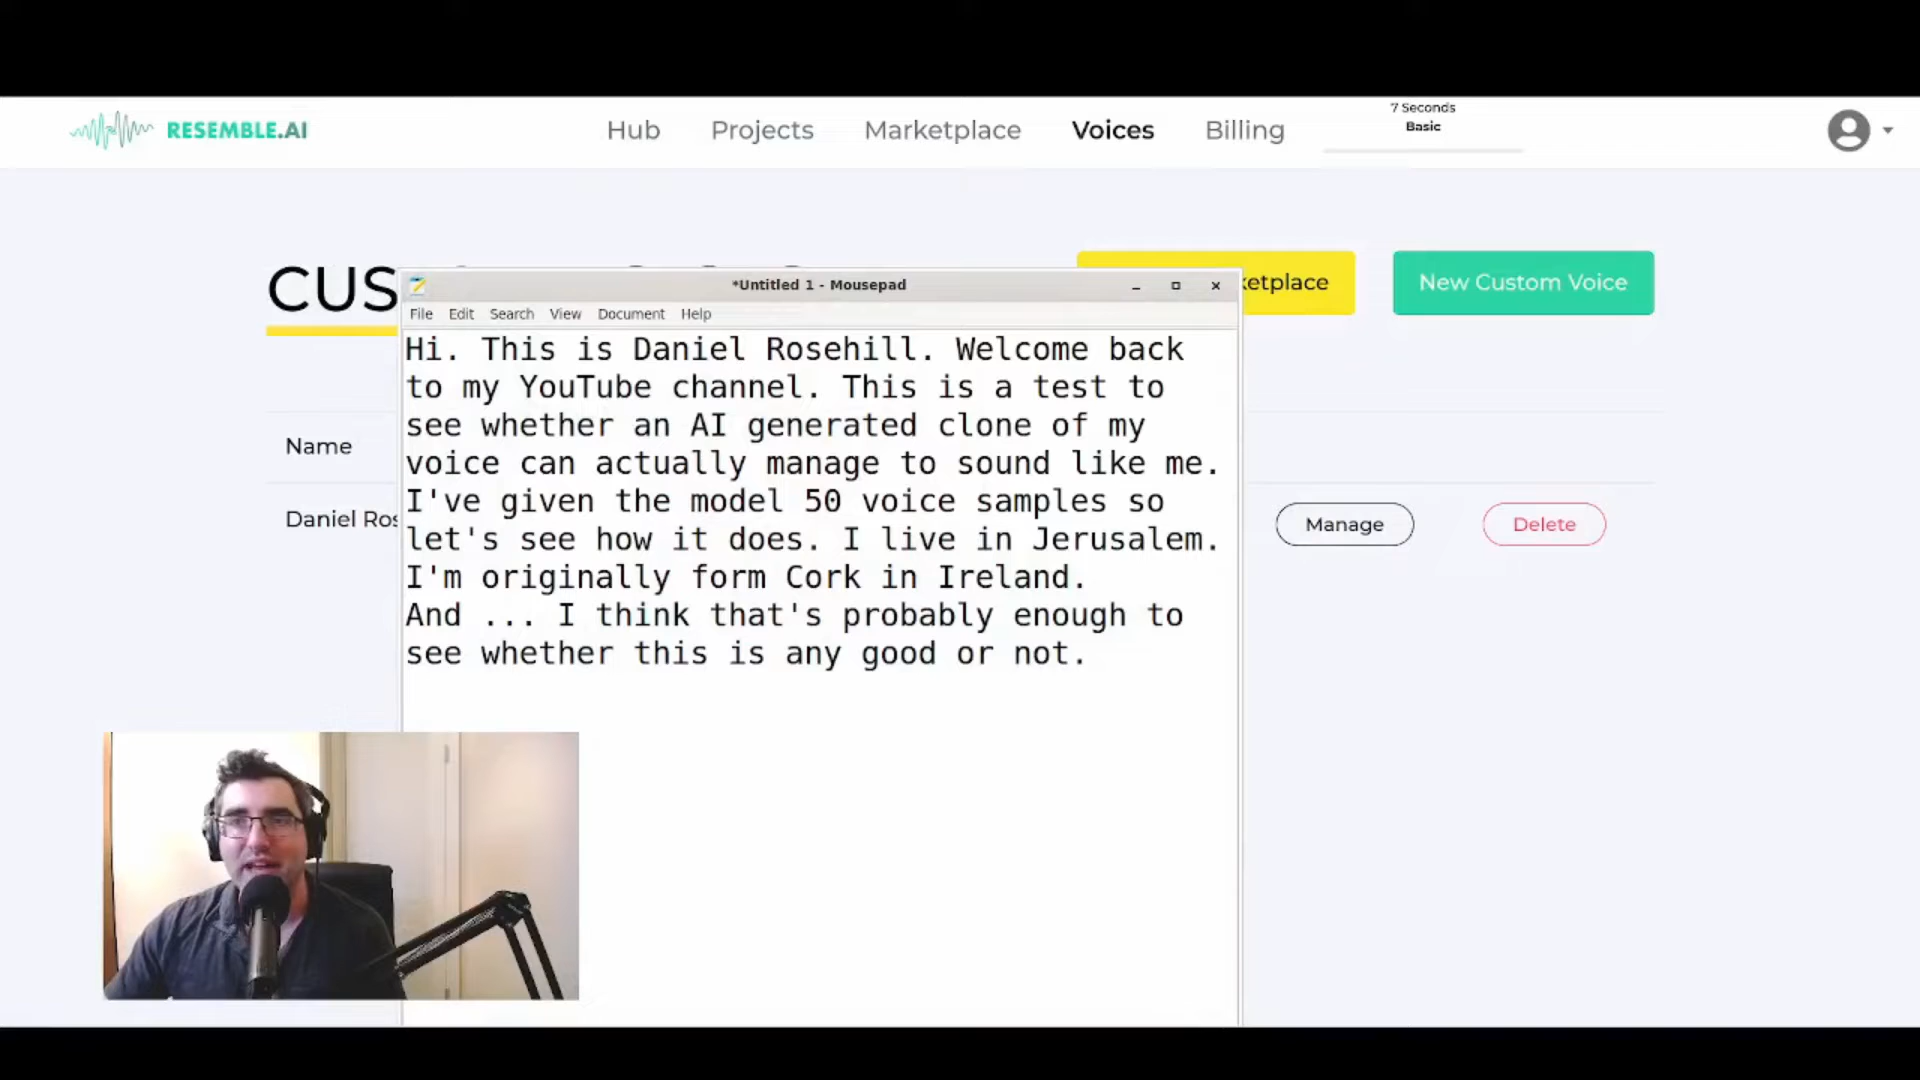 RESEMBLE.AI
Hub Projects Marketplace Voices Billing
7 Seconds
Basic
CUS
New Custom Voice
*Untitled 1 - Mousepad
File Edit Search View Document Help
Hi. This is Daniel Rosehill. Welcome back
to my YouTube channel. This is a test to
see whether an AI generated clone of my
voice can actually manage to sound like me.
I've given the model 50 voice samples so
let's see how it does. I live in Jerusalem.
I'm originally form Cork in Ireland.
And ... I think that's probably enough to
see whether this is any good or not.
Name
Daniel Ros
Manage Delete